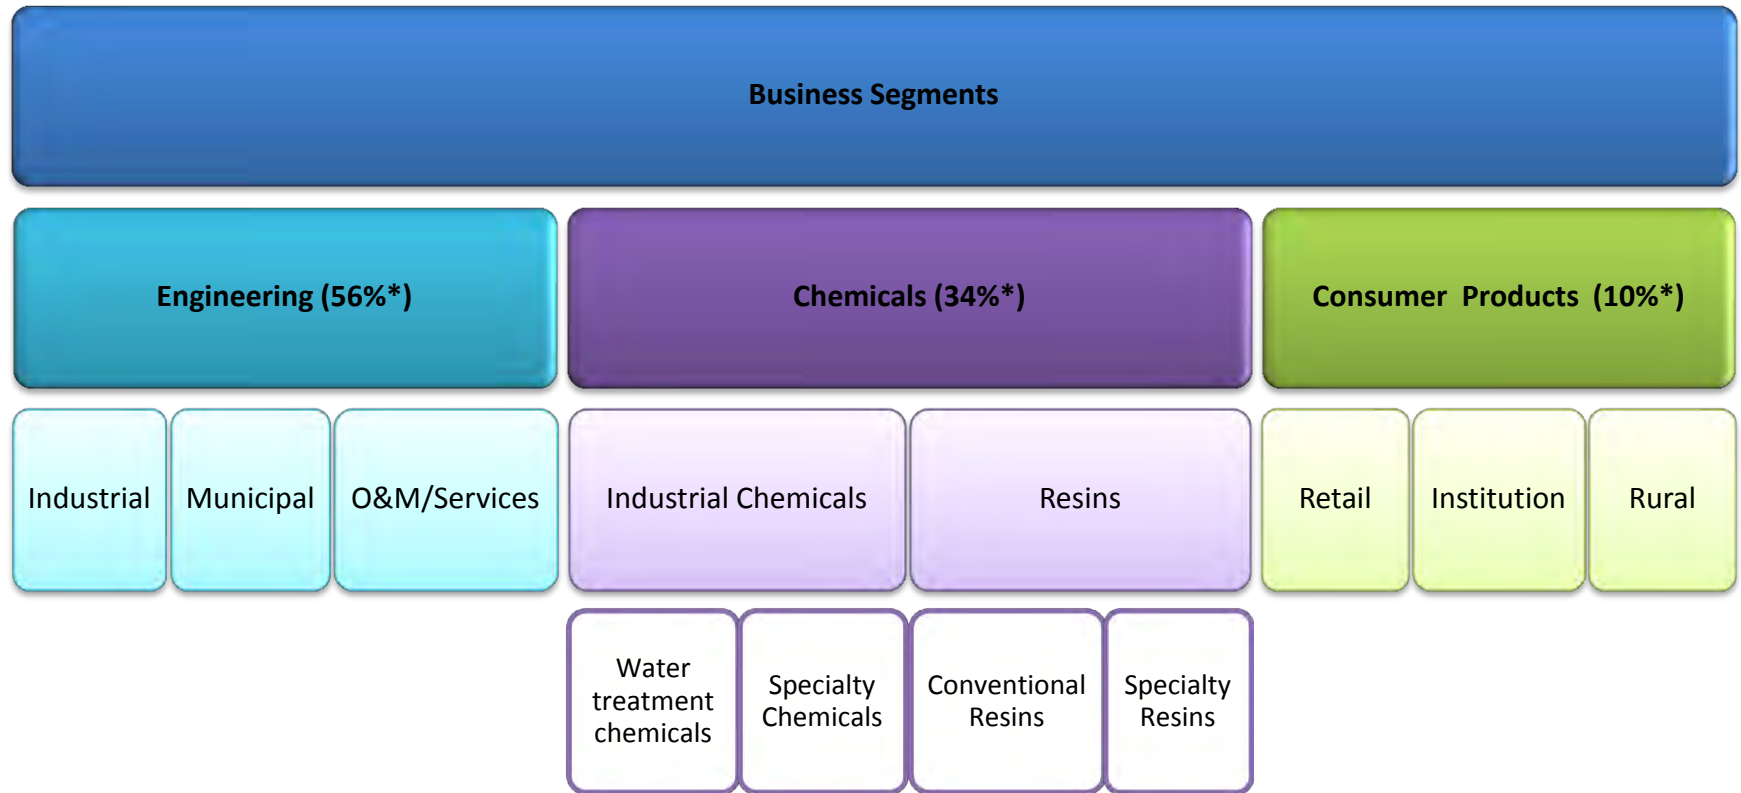 Business Segments
Engineering (56%*)
Chemicals (34%*)
Consumer Products (10%*)
Industrial
Municipal
O&M/Services
Industrial Chemicals
Resins
Retail
Institution
Rural
Water
treatment
chemicals
Specialty
Chemicals
Conventional
Resins
Specialty
Resins